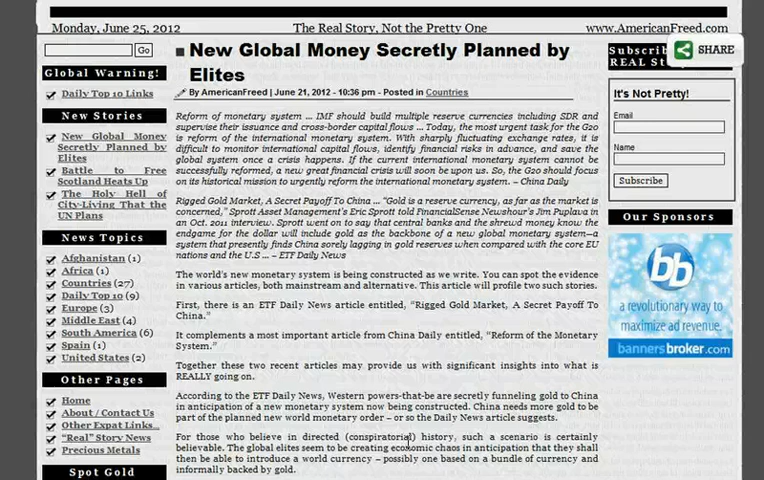 Monday, June 25, 2012
The Real Story, Not the Pretty One
www.AmericanFreed.com
Go
Global Warning!
Daily Top 10 Links
New Stories
New Global Money
Secretly Planned by
Elites
Battle to Free
Scotland Heats Up
The Holy Hell of
City-Living That the
UN Plans
News Topics
Afghanistan (1)
Africa (1)
Countries (27)
Daily Top 10 (9)
Europe (3)
Middle East (4)
South America (6)
Spain (1)
United States (2)
Other Pages
Home
About / Contact Us
Other Expat Links...
"Real" Story News
Precious Metals
Spot Gold
New Global Money Secretly Planned by
Elites
By AmericanFreed | June 21, 2012 - 10:36 pm - Posted in Countries
Reform of monetary system ... IMF should build multiple reserve currencies including SDR and
supervise their issuance and cross-border capital flows ... Today, the most urgent task for the G20
is reform of the international monetary system. With sharply fluctuating exchange rates, it is
difficult to monitor international capital flows, identify financial risks in advance, and save the
global system once a crisis happens. If the current international monetary system cannot be
successfully reformed, a new great financial crisis will soon be upon us. So, the G20 should focus
on its historical mission to urgently reform the international monetary system. – China Daily
Rigged Gold Market, A Secret Payoff To China ... "Gold is a reserve currency, as far as the market is
concerned," Sprott Asset Management's Eric Sprott told FinancialSense Newshour's Jim Puplava in
an Oct. 2011 interview. Sprott went on to say that central banks and the shrewd money know the
endgame for the dollar will include gold as the backbone of a new global monetary system—a
system that presently finds China sorely lagging in gold reserves when compared with the core EU
nations and the U.S ... – ETF Daily News
The world's new monetary system is being constructed as we write. You can spot the evidence
in various articles, both mainstream and alternative. This article will profile two such stories.
First, there is an ETF Daily News article entitled, "Rigged Gold Market, A Secret Payoff To
China."
It complements a most important article from China Daily entitled, "Reform of the Monetary
System."
Together these two recent articles may provide us with significant insights into what is
REALLY going on.
According to the ETF Daily News, Western powers-that-be are secretly funneling gold to China
in anticipation of a new monetary system now being constructed. China needs more gold to be
part of the planned new world monetary order – or so the Daily News article suggests.
For those who believe in directed (conspiratorial) history, such a scenario is certainly
believable. The global elites seem to be creating economic chaos in anticipation that they shall
then be able to introduce a world currency – possibly one based on a bundle of currency and
informally backed by gold.
SHARE
REAL
It's Not Pretty!
Email
Name
Subscribe
Our Sponsors
bb
a revolutionary way to
maximize ad revenue.
bannersbroker.com